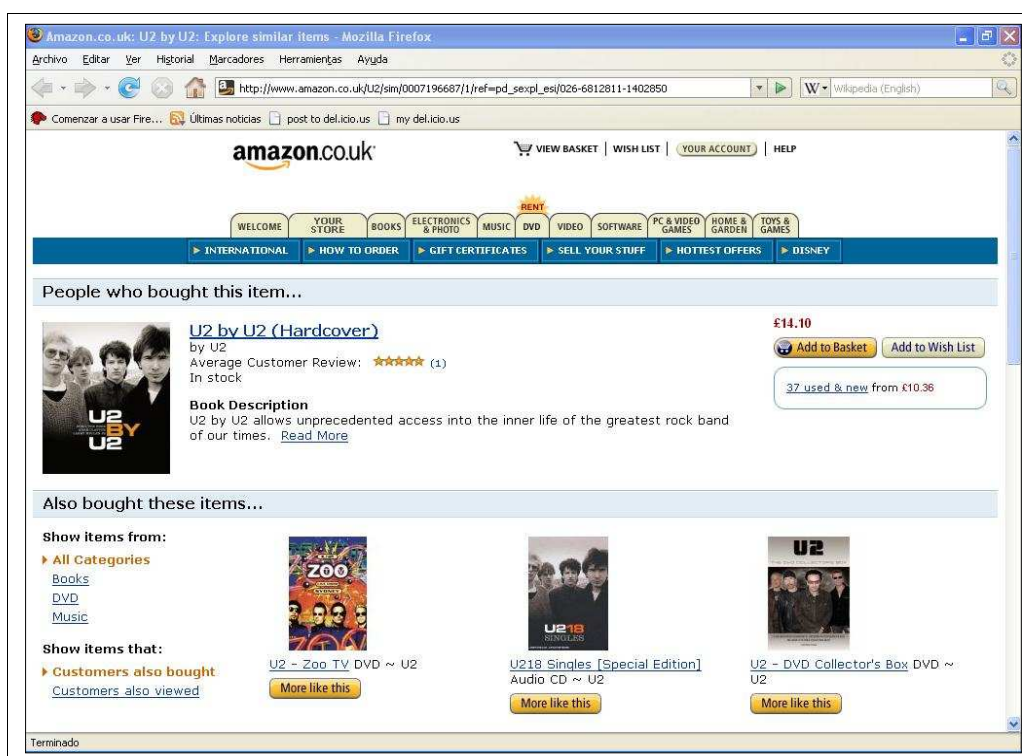 Amazon.co.uk: U2 by U2: Explore similar items - Mozilla Firefox
Archivo Editar Ver Historial Marcadores Herramientas Ayuda
http://www.amazon.co.uk/U2/sim/0007196687/1/ref=pd_sexpl_esi/026-6812811-1402850
W Wikipedia (English)
Comenzar a usar Fire... Últimas noticias post to del.icio.us my del.icio.us
amazon.co.uk
VIEW BASKET | WISH LIST | YOUR ACCOUNT | HELP
RENT
WELCOME YOUR STORE BOOKS ELECTRONICS & PHOTO MUSIC DVD VIDEO SOFTWARE PC & VIDEO GAMES HOME & GARDEN TOYS & GAMES
INTERNATIONAL HOW TO ORDER GIFT CERTIFICATES SELL YOUR STUFF HOTTEST OFFERS DISNEY
People who bought this item...
U2 BY U2
U2 by U2 (Hardcover)
by U2
Average Customer Review: (1)
In stock
Book Description
U2 by U2 allows unprecedented access into the inner life of the greatest rock band
of our times. Read More
£14.10
Add to Basket Add to Wish List
37 used & new from £10.36
Also bought these items...
Show items from:
All Categories
Books
DVD
Music
Show items that:
Customers also bought
Customers also viewed
ZOO
SYDNEY
U2 - Zoo TV DVD ~ U2
More like this
U218
SINGLES
U218 Singles [Special Edition]
Audio CD ~ U2
More like this
U2
THE DVD COLLECTOR'S BOX
U2 - DVD Collector's Box DVD ~
U2
More like this
Terminado